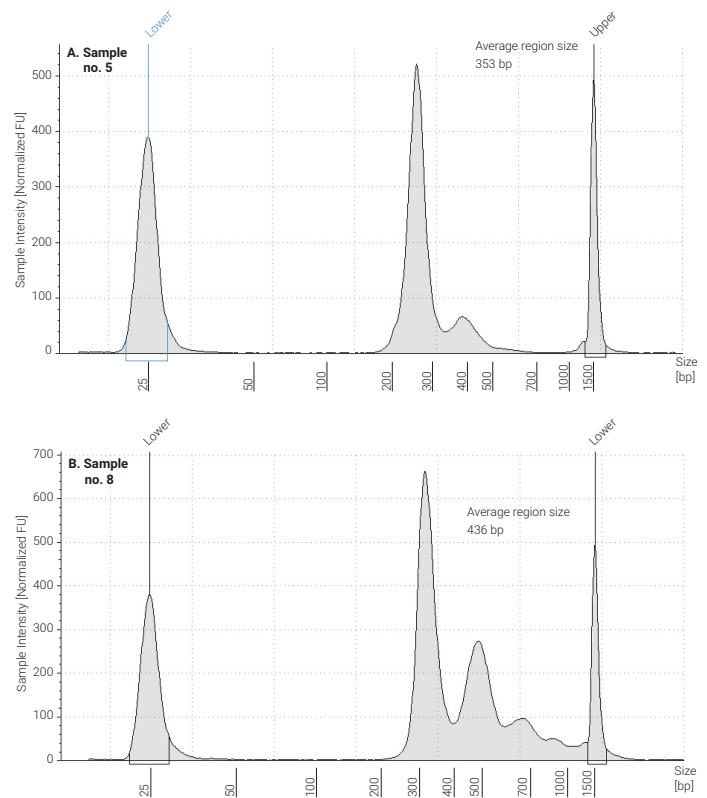 Lower
Upper
A. Sample
no. 5
Average region size
353 bp
Sample Intensity [Normalized FU]
500
400
300
200
100
0
25
50
100
200
300
400
500
700
1000
1500
Size
[bp]
Lower
Lower
B. Sample
no. 8
Average region size
436 bp
Sample Intensity [Normalized FU]
700
600
500
400
300
200
100
0
25
50
100
200
300
400
500
700
1000
1500
Size
[bp]